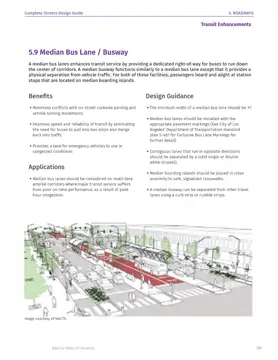 Complete Streets Design Guide
5. ROADWAYS
Transit Enhancements
5.9 Median Bus Lane / Busway
A median bus lanes enhances transit service by providing a dedicated right-of-way for buses to run down
the center of corridors. A median busway functions similarly to a median bus lane except that it provides a
physical separation from vehicle traffic. For both of these facilities, passengers board and alight at station
stops that are located on median boarding islands.
Benefits
• Minimizes conflicts with on-street curbside parking and
vehicle turning movements
• Improves speed and reliability of transit by eliminating
the need for buses to pull into bus stops and merge
back into traffic
• Provides a lane for emergency vehicles to use in
congested conditions
Applications
• Median bus lanes should be considered on multi-lane
arterial corridors where major transit service suffers
from poor on-time performance, as a result of peak
hour congestion.
Design Guidance
• The minimum width of a median bus lane should be 11'
• Median bus lanes should be installed with the
appropriate pavement markings (See City of Los
Angeles' Department of Transportation standard
plan for Exclusive Bus Lane Markings for
further detail)
• Contiguous lanes that run in opposite directions
should be separated by a solid single or double
white stripe(s).
• Median boarding islands should be placed in close
proximity to safe, signalized crosswalks.
• A median busway can be separated from other travel
lanes using a curb strip or rumble strips.
Image courtesy of NACTO
Back to Table of Contents